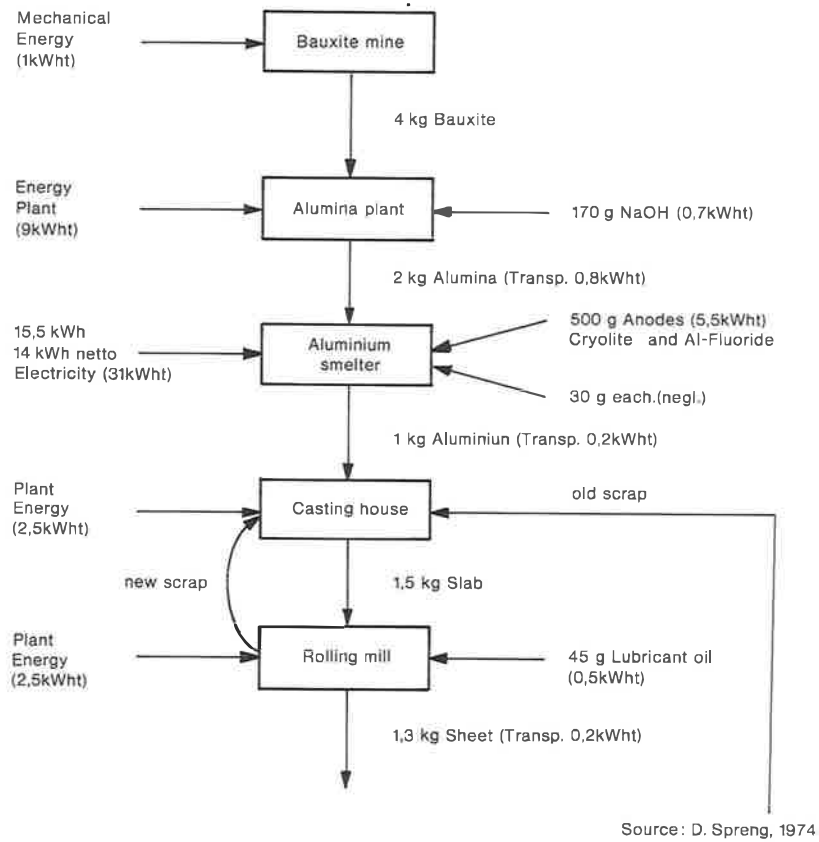 Mechanical
Energy
(1kWht)
Bauxite mine
4 kg Bauxite
Energy
Plant
(9kWht)
Alumina plant
170 g NaOH (0,7kWht)
2 kg Alumina (Transp. 0,8kWht)
15,5 kWh
14 kWh netto
Electricity (31kWht)
Aluminium
smelter
500 g Anodes (5,5kWht)
Cryolite and Al-Fluoride
30 g each.(negl.)
1 kg Aluminiun (Transp. 0,2kWht)
Plant
Energy
(2,5kWht)
Casting house
old scrap
new scrap
1,5 kg Slab
Plant
Energy
(2,5kWht)
Rolling mill
45 g Lubricant oil
(0,5kWht)
1,3 kg Sheet (Transp. 0,2kWht)
Source: D. Spreng, 1974